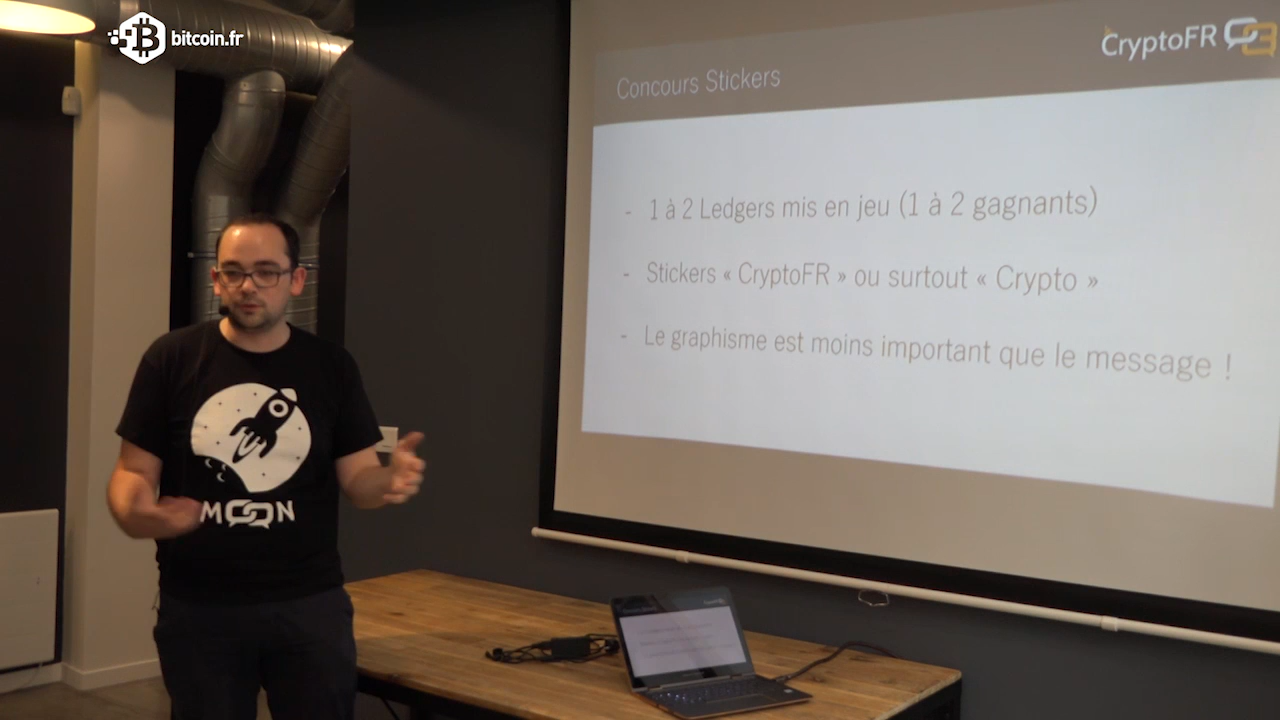 bitcoin.fr
CryptoFR
Concours Stickers
- 1 à 2 Ledgers mis en jeu (1 à 2 gagnants)
- Stickers « CryptoFR » ou surtout « Crypto »
- Le graphisme est moins important que le message !
MOON